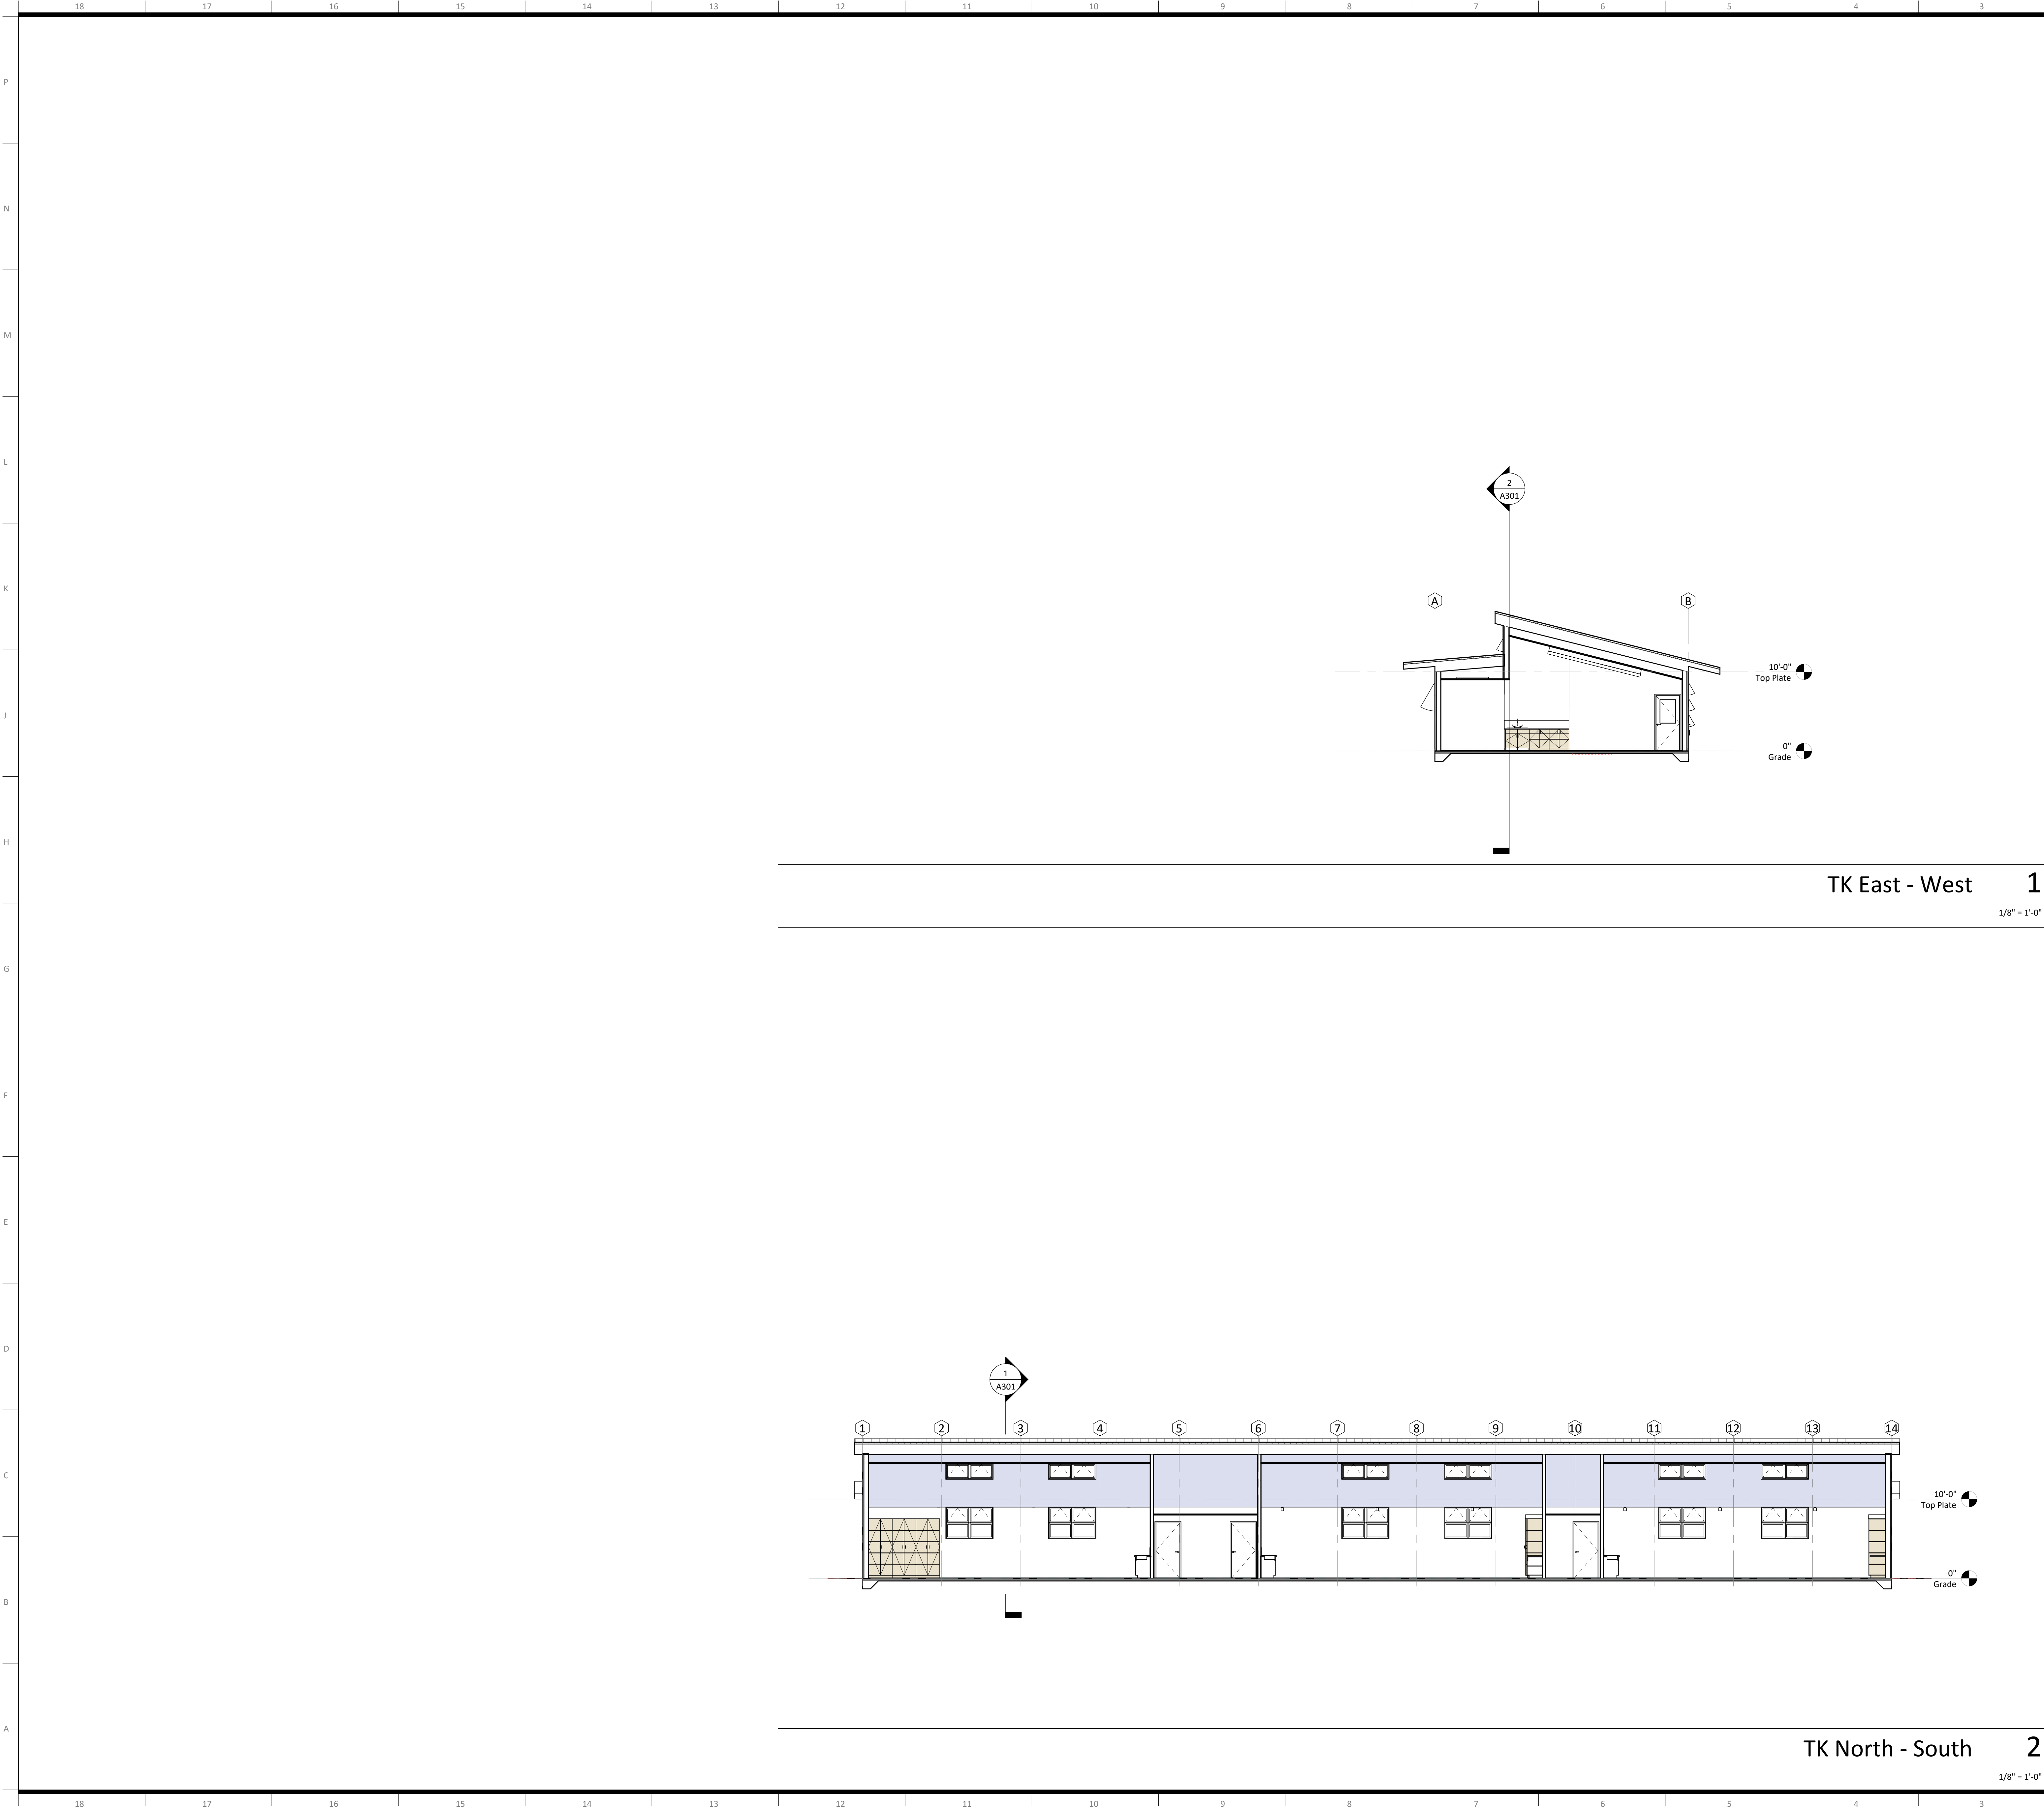 18 17 16 15 14 13 12 11 10 9 8 7 6 5 4 3
P
N
M
L
2
A301
K
A B
10'-0"
Top Plate
J
0"
Grade
H
TK East - West 1
1/8" = 1'-0"
G
F
E
D
1
A301
1 2 3 4 5 6 7 8 9 10 11 12 13 14
C
10'-0"
Top Plate
0"
Grade
B
A
TK North - South 2
1/8" = 1'-0"
18 17 16 15 14 13 12 11 10 9 8 7 6 5 4 3